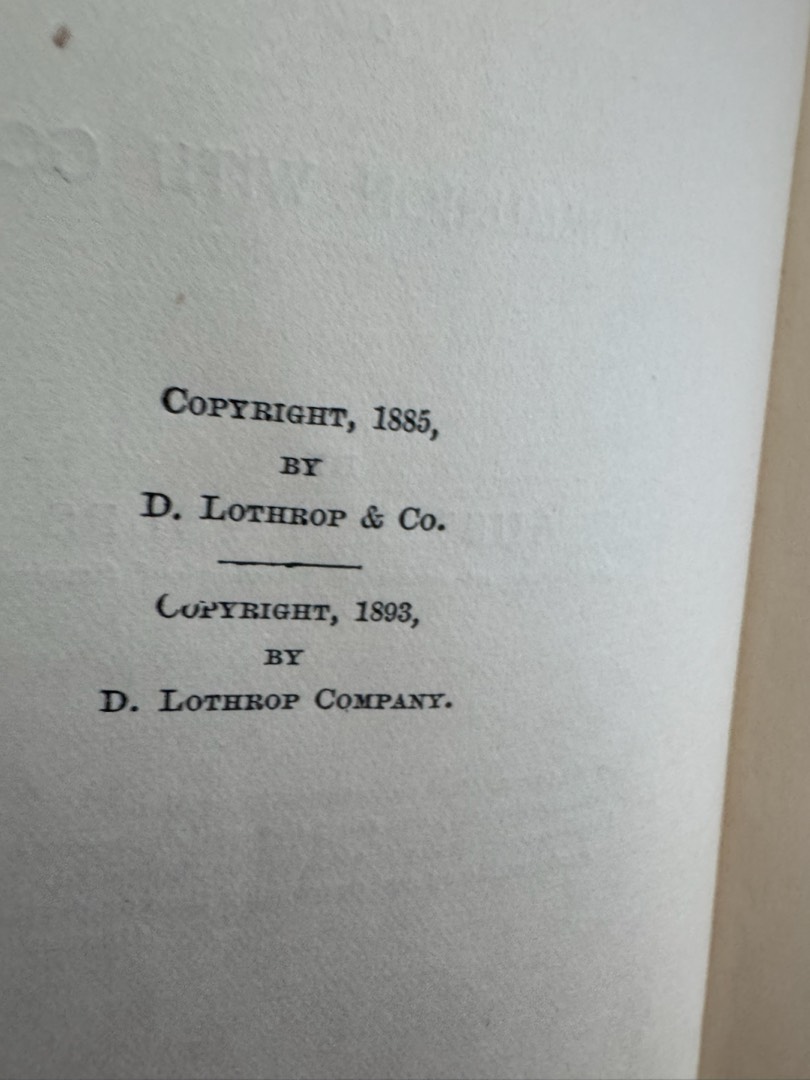 COPYRIGHT, 1885,
BY
D. LOTHROP & CO.
COPYRIGHT, 1893,
BY
D. LOTHROP COMPANY.